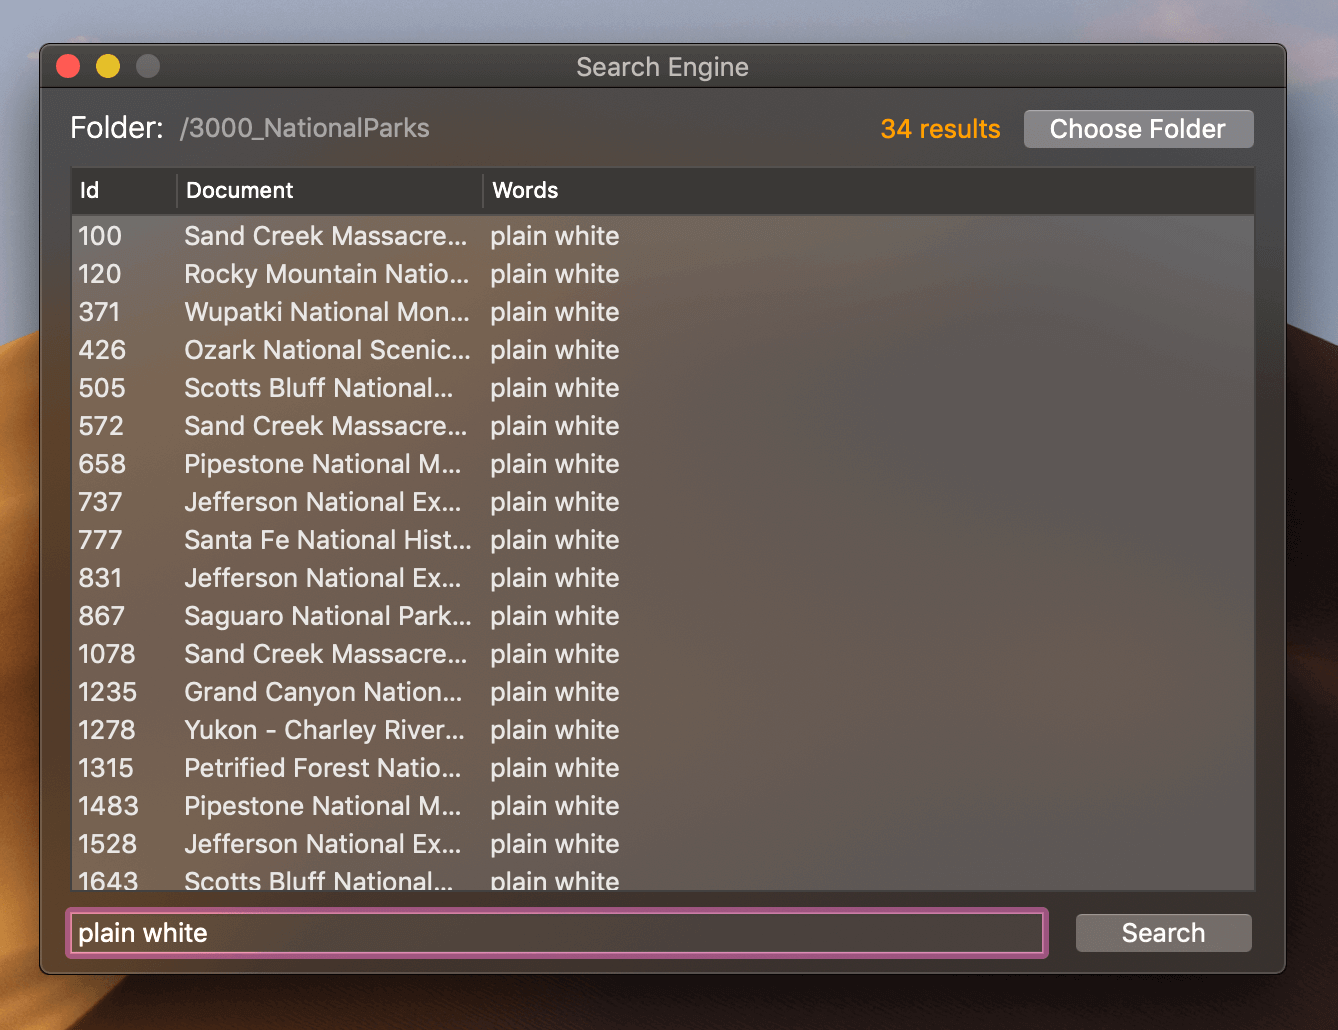 Search Engine
Folder: /3000_NationalParks 34 results Choose Folder
Id Document Words
100 Sand Creek Massacre... plain white
120 Rocky Mountain Natio... plain white
371 Wupatki National Mon... plain white
426 Ozark National Scenic... plain white
505 Scotts Bluff National... plain white
572 Sand Creek Massacre... plain white
658 Pipestone National M... plain white
737 Jefferson National Ex... plain white
777 Santa Fe National Hist... plain white
831 Jefferson National Ex... plain white
867 Saguaro National Park... plain white
1078 Sand Creek Massacre... plain white
1235 Grand Canyon Nation... plain white
1278 Yukon - Charley River... plain white
1315 Petrified Forest Natio... plain white
1483 Pipestone National M... plain white
1528 Jefferson National Ex... plain white
1643 Scotts Bluff National... plain white
plain white Search